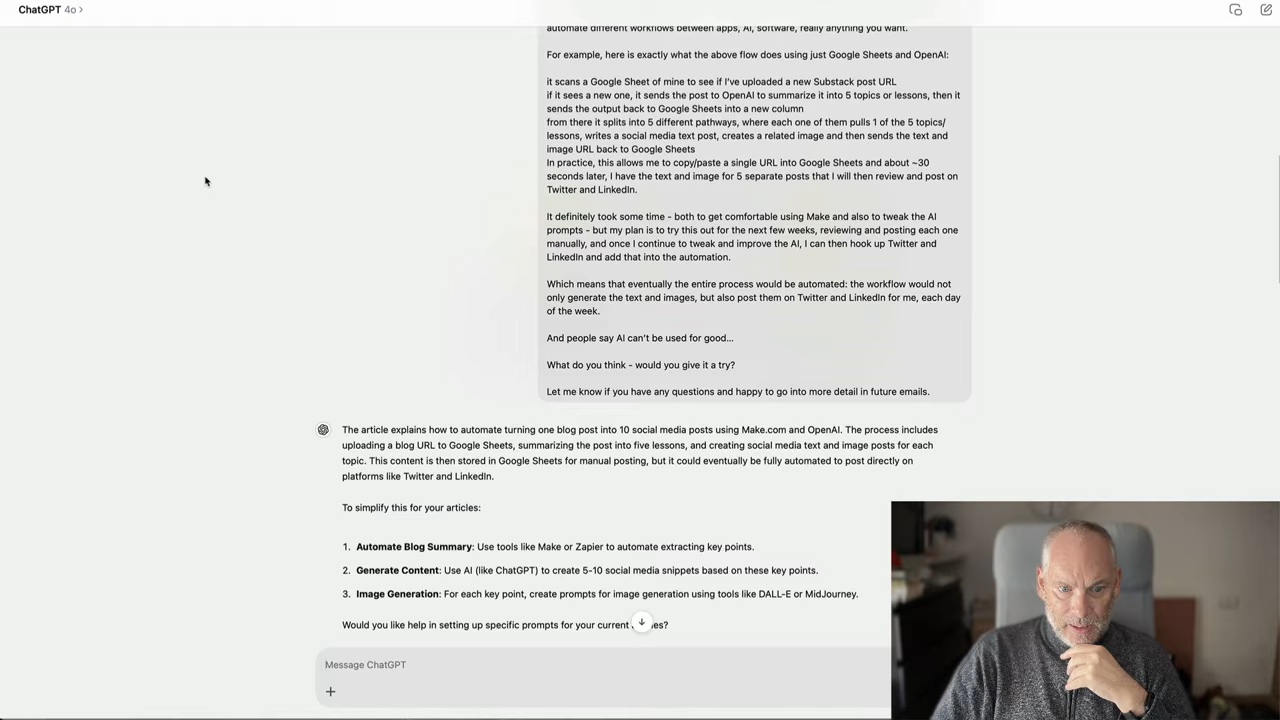 ChatGPT 4o >
automate different workflows between apps, AI, software, really anything you want.
For example, here is exactly what the above flow does using just Google Sheets and OpenAI:
it scans a Google Sheet of mine to see if I've uploaded a new Substack post URL
if it sees a new one, it sends the post to OpenAI to summarize it into 5 topics or lessons, then it
sends the output back to Google Sheets into a new column
from there it splits into 5 different pathways, where each one of them pulls 1 of the 5 topics/
lessons, writes a social media text post, creates a related image and then sends the text and
image URL back to Google Sheets
In practice, this allows me to copy/paste a single URL into Google Sheets and about ~30
seconds later, I have the text and image for 5 separate posts that I will then review and post on
Twitter and LinkedIn.
It definitely took some time - both to get comfortable using Make and also to tweak the AI
prompts - but my plan is to try this out for the next few weeks, reviewing and posting each one
manually, and once I continue to tweak and improve the AI, I can then hook up Twitter and
LinkedIn and add that into the automation.
Which means that eventually the entire process would be automated: the workflow would not
only generate the text and images, but also post them on Twitter and LinkedIn for me, each day
of the week.
And people say AI can't be used for good...
What do you think - would you give it a try?
Let me know if you have any questions and happy to go into more detail in future emails.
The article explains how to automate turning one blog post into 10 social media posts using Make.com and OpenAI. The process includes
uploading a blog URL to Google Sheets, summarizing the post into five lessons, and creating social media text and image posts for each
topic. This content is then stored in Google Sheets for manual posting, but it could eventually be fully automated to post directly on
platforms like Twitter and LinkedIn.
To simplify this for your articles:
1. Automate Blog Summary: Use tools like Make or Zapier to automate extracting key points.
2. Generate Content: Use AI (like ChatGPT) to create 5-10 social media snippets based on these key points.
3. Image Generation: For each key point, create prompts for image generation using tools like DALL-E or MidJourney.
Would you like help in setting up specific prompts for your current
Message ChatGPT